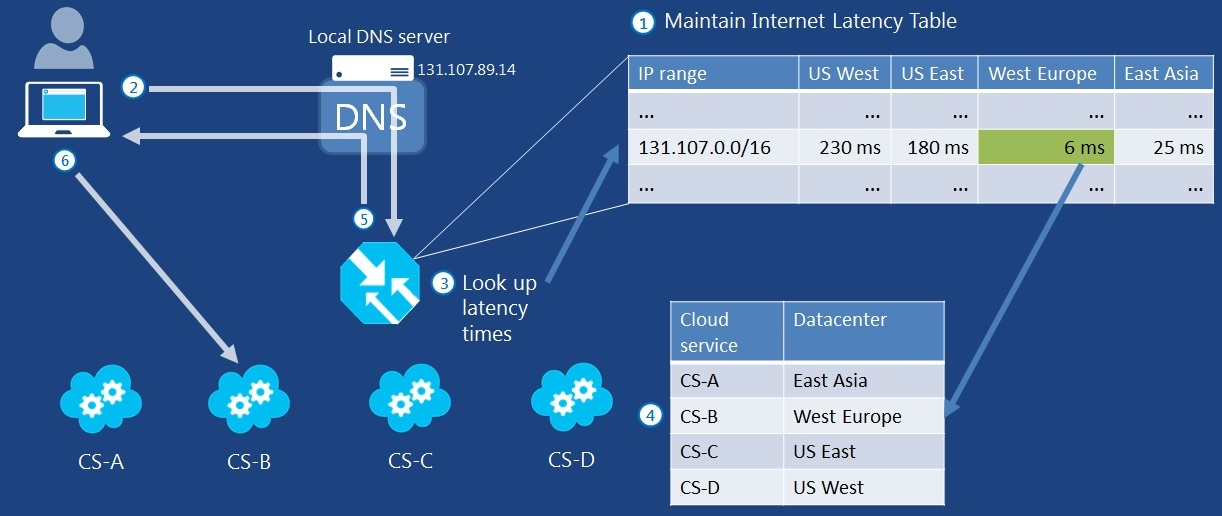 1 Maintain Internet Latency Table
Local DNS server
131.107.89.14
2
DNS
IP range US West US East West Europe East Asia
... ... ... ... ...
131.107.0.0/16 230 ms 180 ms 6 ms 25 ms
... ... ... ... ...
6
5
3 Look up
latency
times
Cloud
service Datacenter
CS-A East Asia
4 CS-B West Europe
CS-C US East
CS-D US West
CS-A CS-B CS-C CS-D